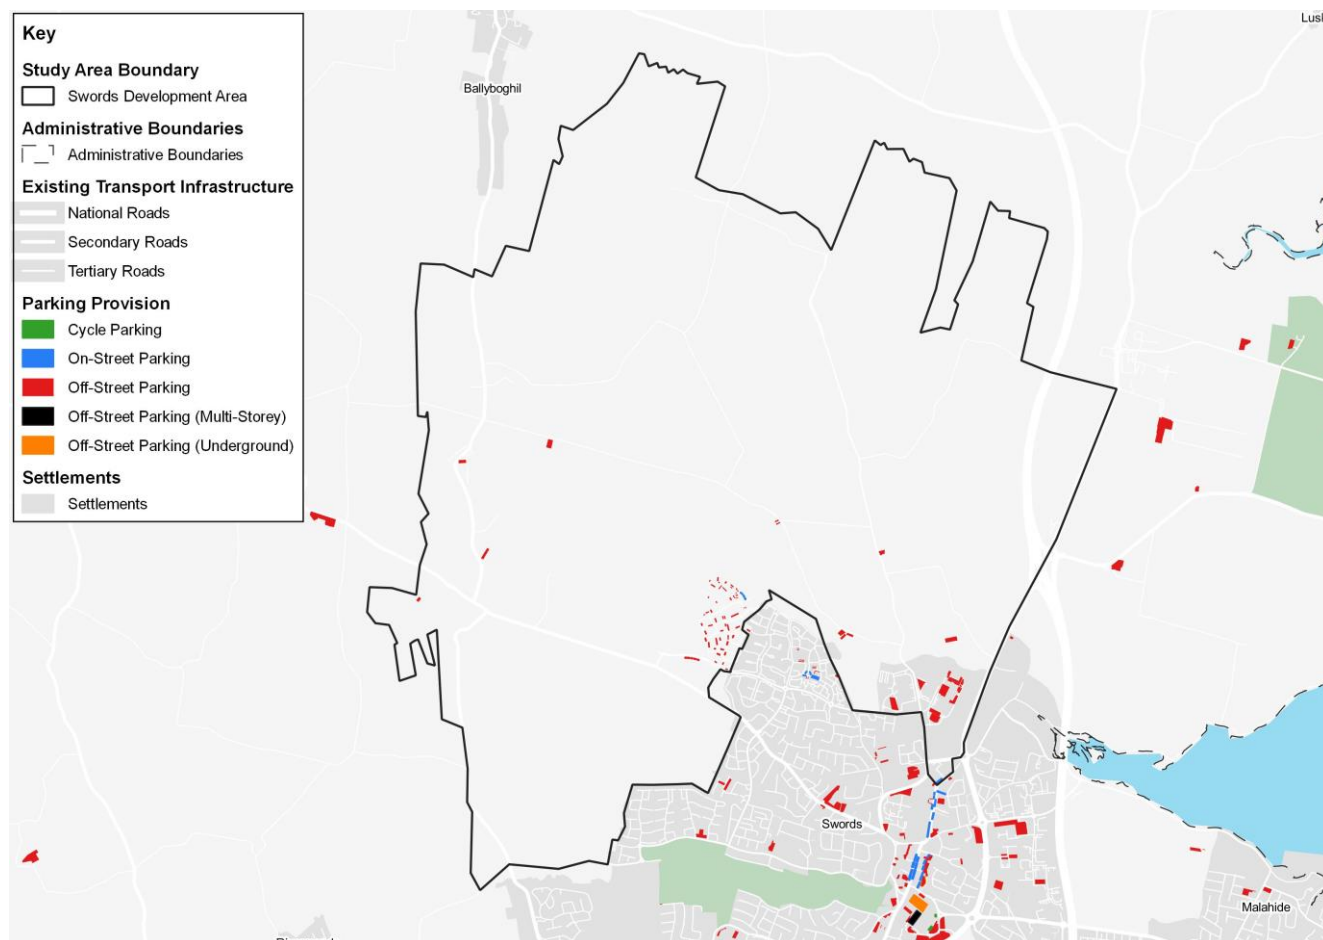 Key
Study Area Boundary
Swords Development Area
Administrative Boundaries
Administrative Boundaries
Existing Transport Infrastructure
National Roads
Secondary Roads
Tertiary Roads
Parking Provision
Cycle Parking
On-Street Parking
Off-Street Parking
Off-Street Parking (Multi-Storey)
Off-Street Parking (Underground)
Settlements
Settlements
Ballyboghil
Swords
Malahide